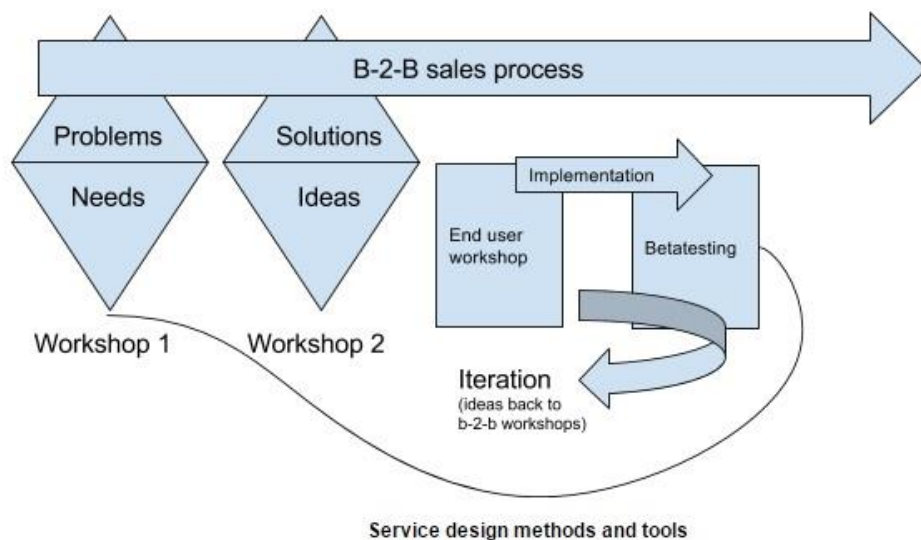 B-2-B sales process
Problems
Needs
Workshop 1
Solutions
Ideas
Workshop 2
Implementation
End user
workshop
Betatesting
Iteration
(ideas back to
b-2-b workshops)
Service design methods and tools